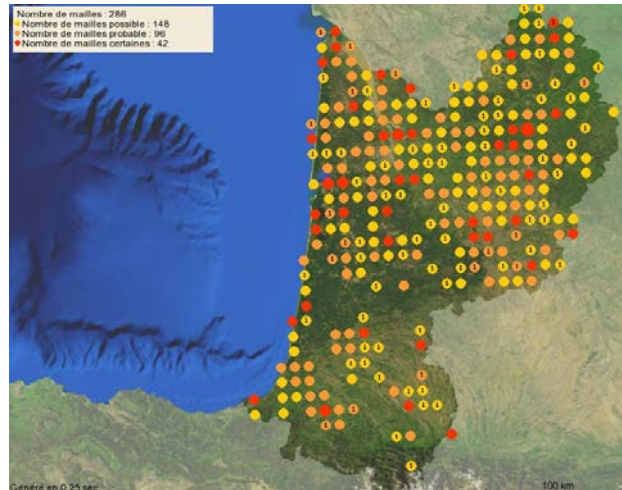 Nombre de mailles : 286
Nombre de mailles possible : 148
Nombre de mailles probable : 96
Nombre de mailles certaines : 42
Généré en 0.25 sec
100 km